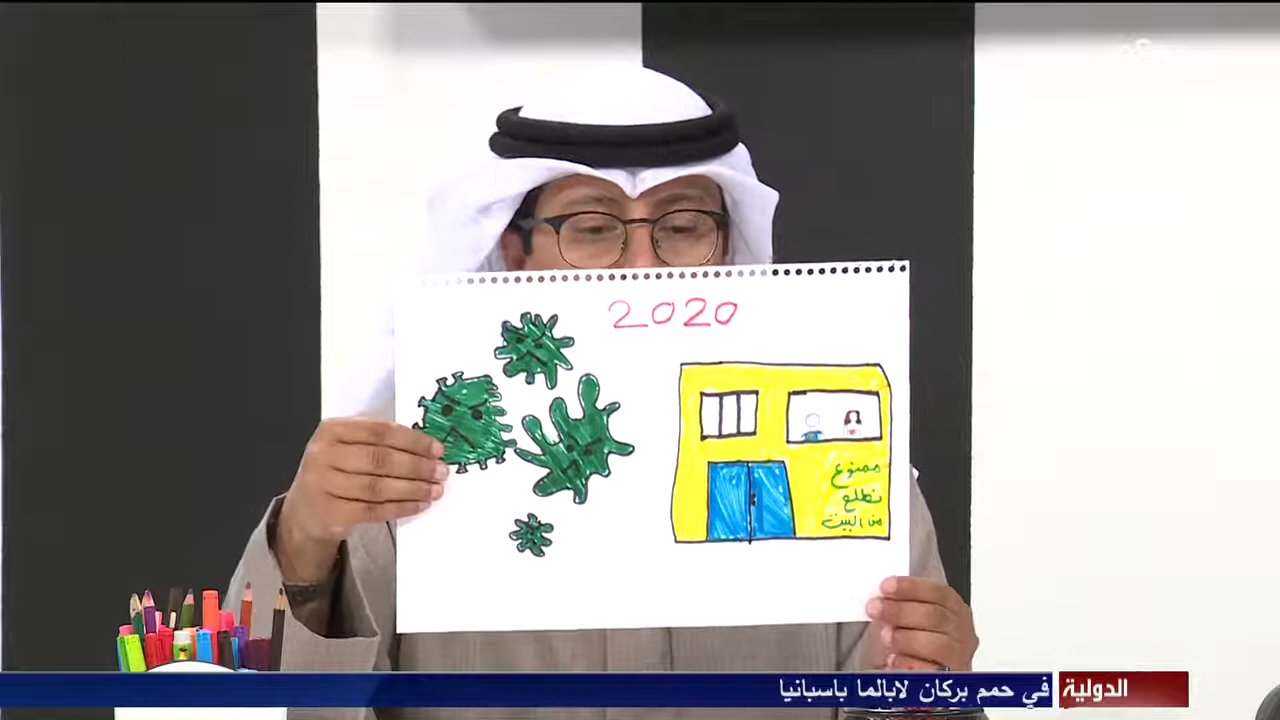 2020
ممنوع
نطلع
من البيت
الدولية
في حمم بركان لابالما باسبانيا